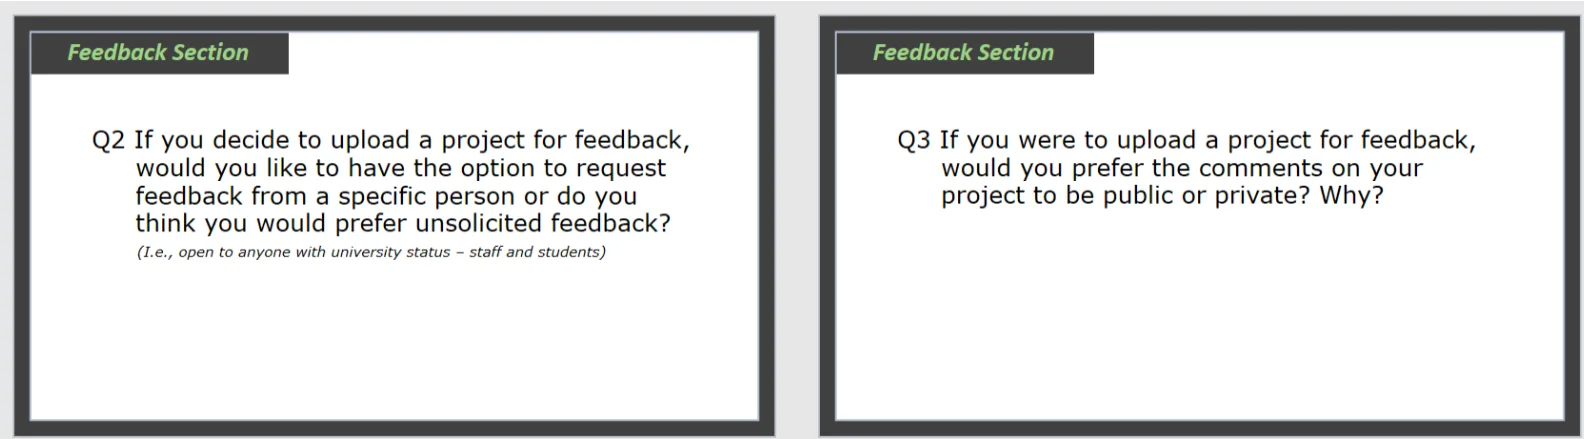 Feedback Section
Q2 If you decide to upload a project for feedback,
would you like to have the option to request
feedback from a specific person or do you
think you would prefer unsolicited feedback?
(I.e., open to anyone with university status – staff and students)
Feedback Section
Q3 If you were to upload a project for feedback,
would you prefer the comments on your
project to be public or private? Why?